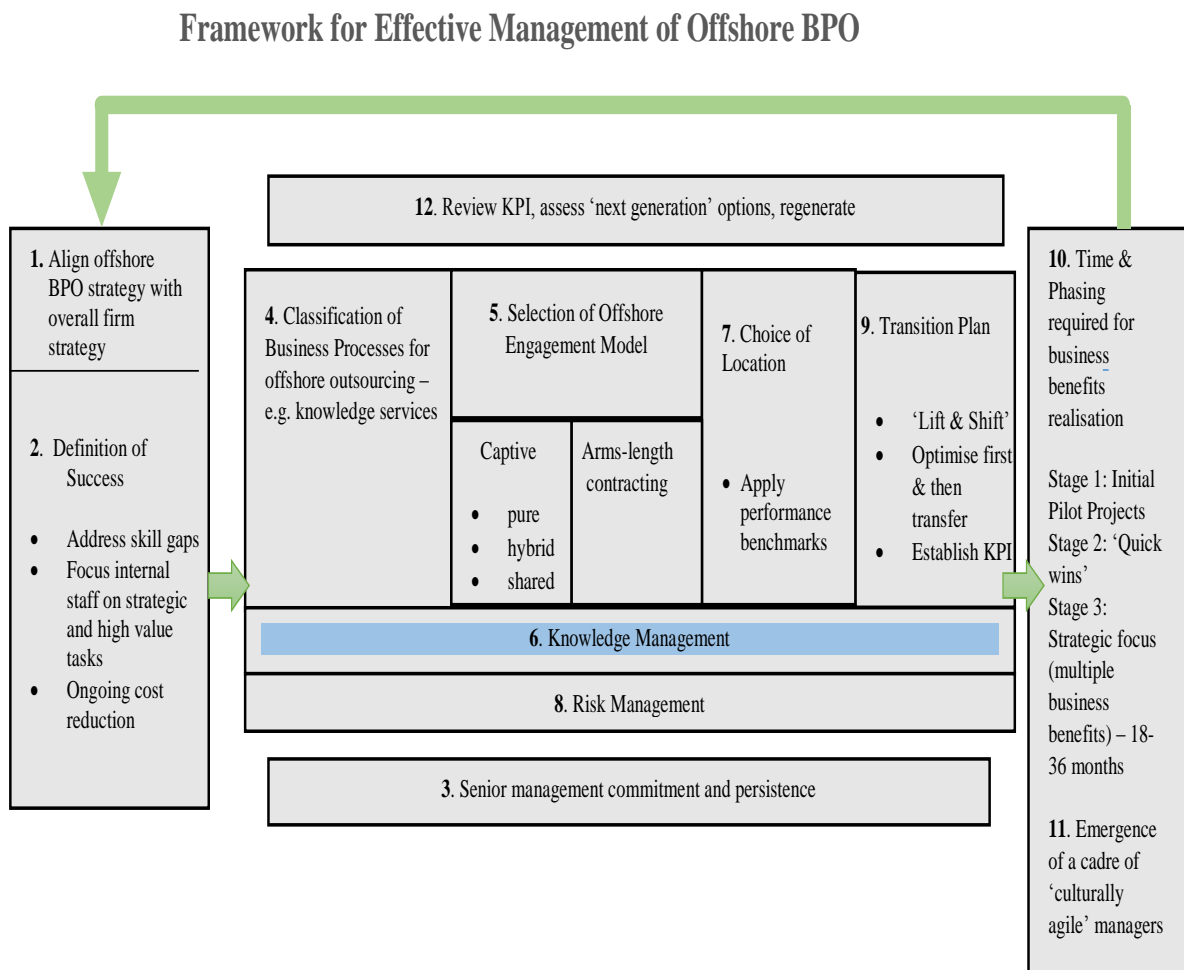 Framework for Effective Management of Offshore BPO
12. Review KPI, assess ‘next generation’ options, regenerate
1. Align offshore
BPO strategy with
overall firm
strategy
2. Definition of
Success
• Address skill gaps
• Focus internal
staff on strategic
and high value
tasks
• Ongoing cost
reduction
4. Classification of
Business Processes for
offshore outsourcing –
e.g. knowledge services
5. Selection of Offshore
Engagement Model
Captive
• pure
• hybrid
• shared
Arms-length
contracting
7. Choice of
Location
• Apply
performance
benchmarks
9. Transition Plan
• ‘Lift & Shift’
• Optimise first
& then
transfer
• Establish KPI
6. Knowledge Management
8. Risk Management
3. Senior management commitment and persistence
10. Time &
Phasing
required for
business
benefits
realisation
Stage 1: Initial
Pilot Projects
Stage 2: ‘Quick
wins’
Stage 3:
Strategic focus
(multiple
business
benefits) – 18-
36 months
11. Emergence
of a cadre of
‘culturally
agile’ managers